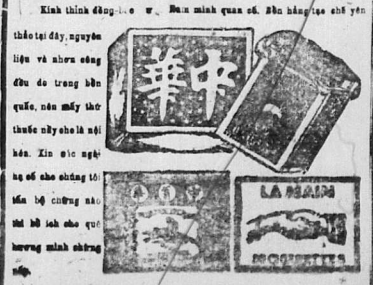 Kính thỉnh đồng-bào Nam minh quan cố. Bổn hàng tạo chế yên
thảo tại đây, nguyên
liệu và nhơn công
đều do trong bổn
quốc, nên mấy thứ
thuốc nầy cho là nội
hóa. Xin các ngài
hạ cố cho chúng tôi
tấn bộ chừng nào
thì bổ ích cho quê
hương mình chừng
nấy.
華中
LA MAIN